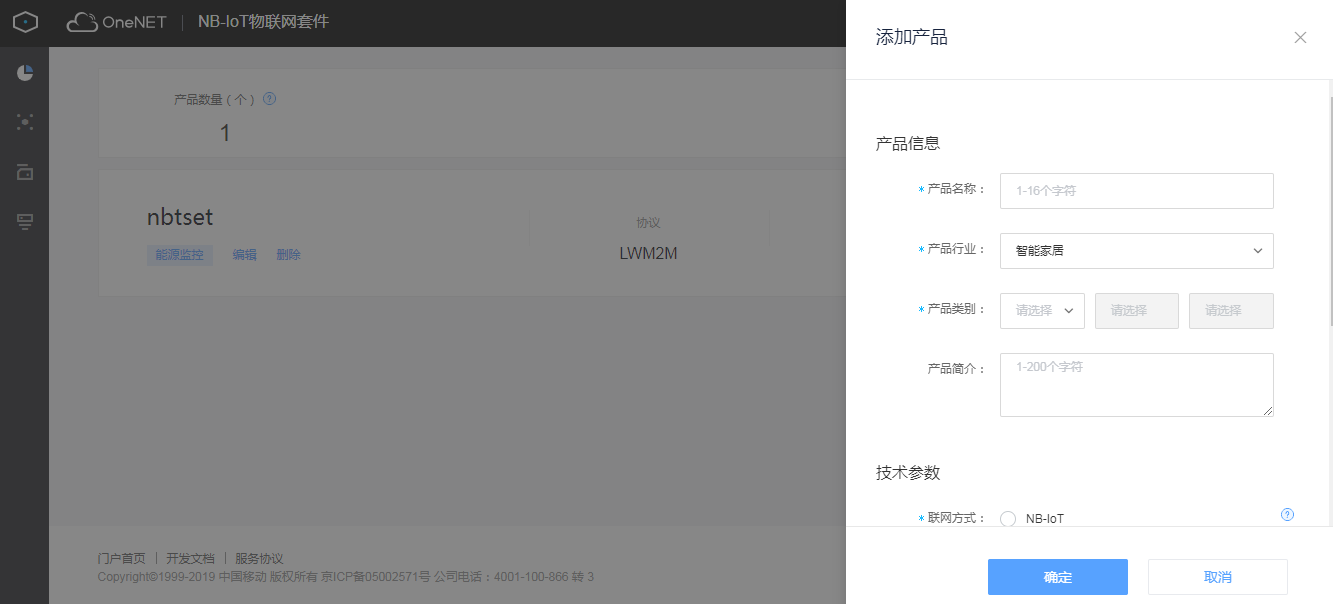 OneNET NB-IoT物联网套件
产品数量（个）?
1
nbtset
能源监控 编辑 删除
协议
LWM2M
门户首页 | 开发文档 | 服务协议
Copyright©1999-2019 中国移动 版权所有 京ICP备05002571号 公司电话：4001-100-866 转 3
添加产品
产品信息
* 产品名称： 1-16个字符
* 产品行业： 智能家居
* 产品类别： 请选择 请选择 请选择
产品简介： 1-200个字符
技术参数
* 联网方式： NB-IoT ?
确定 取消